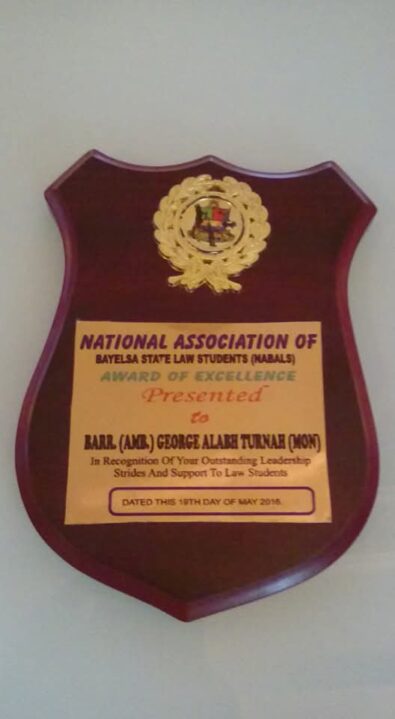 NATIONAL ASSOCIATION OF
BAYELSA STATE LAW STUDENTS (NABALS)
AWARD OF EXCELLENCE
Presented
to
BARR. (AMB.) GEORGE ALABH TURNAH (MON)
In Recognition Of Your Outstanding Leadership
Strides And Support To Law Students
DATED THIS 19TH DAY OF MAY 2016.